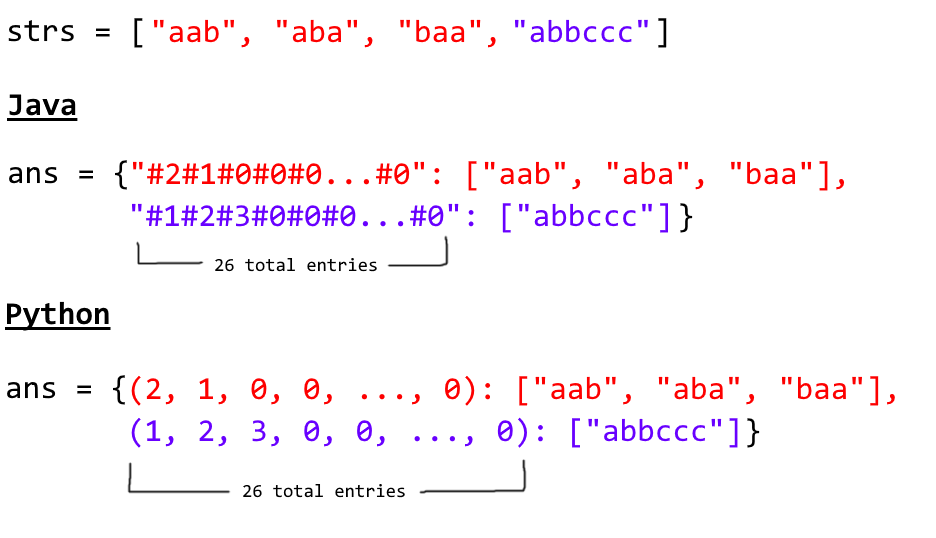 strs = ["aab", "aba", "baa", "abbccc"]
Java
ans = {"#2#1#0#0#0...#0": ["aab", "aba", "baa"],
"#1#2#3#0#0#0...#0": ["abbccc"]}
26 total entries
Python
ans = {(2, 1, 0, 0, ..., 0): ["aab", "aba", "baa"],
(1, 2, 3, 0, 0, ..., 0): ["abbccc"]}
26 total entries